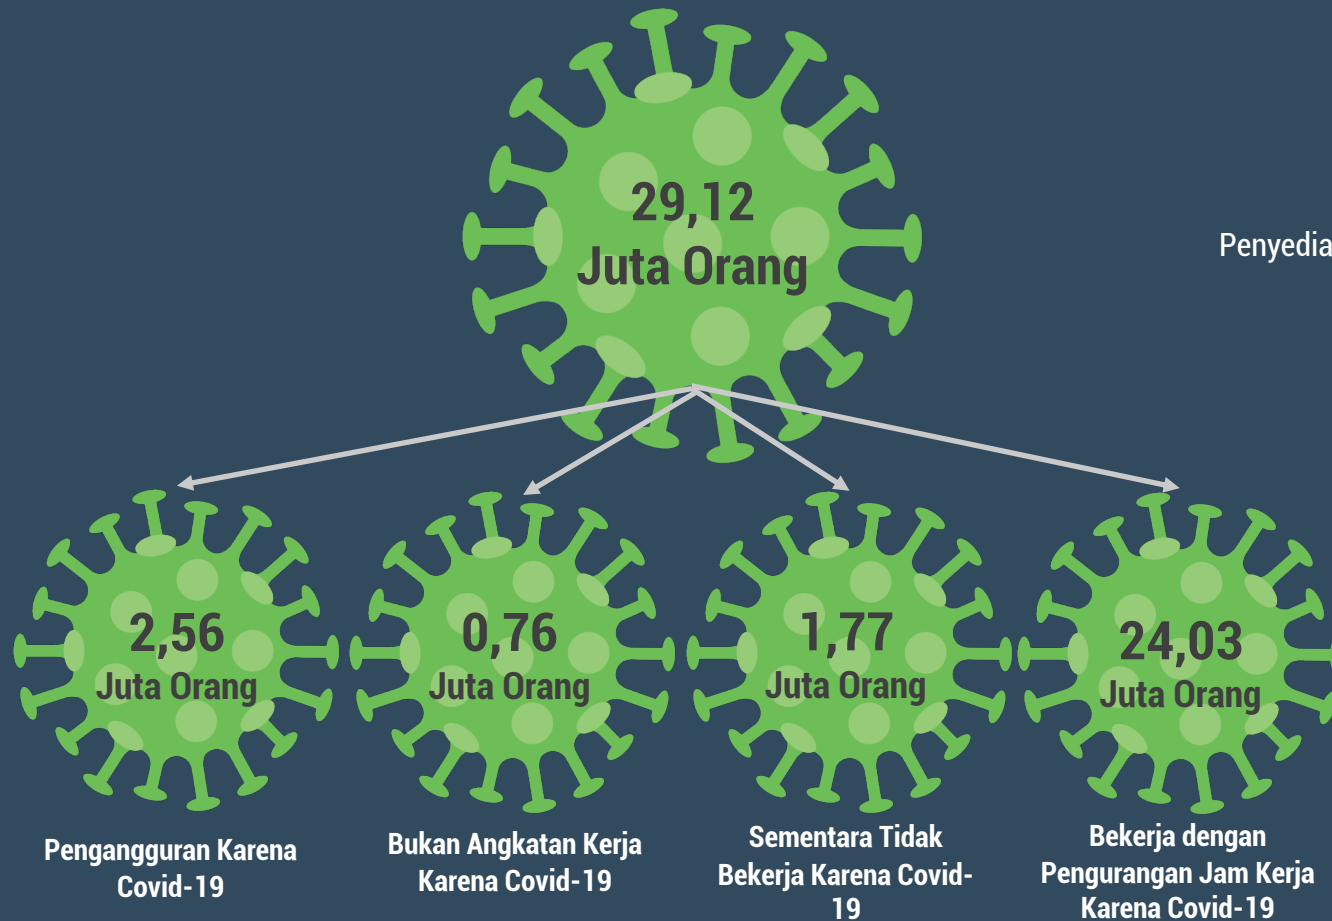 29,12
Juta Orang
Penyedia
2,56
Juta Orang
0,76
Juta Orang
1,77
Juta Orang
24,03
Juta Orang
Pengangguran Karena
Covid-19
Bukan Angkatan Kerja
Karena Covid-19
Sementara Tidak
Bekerja Karena Covid-
19
Bekerja dengan
Pengurangan Jam Kerja
Karena Covid-19